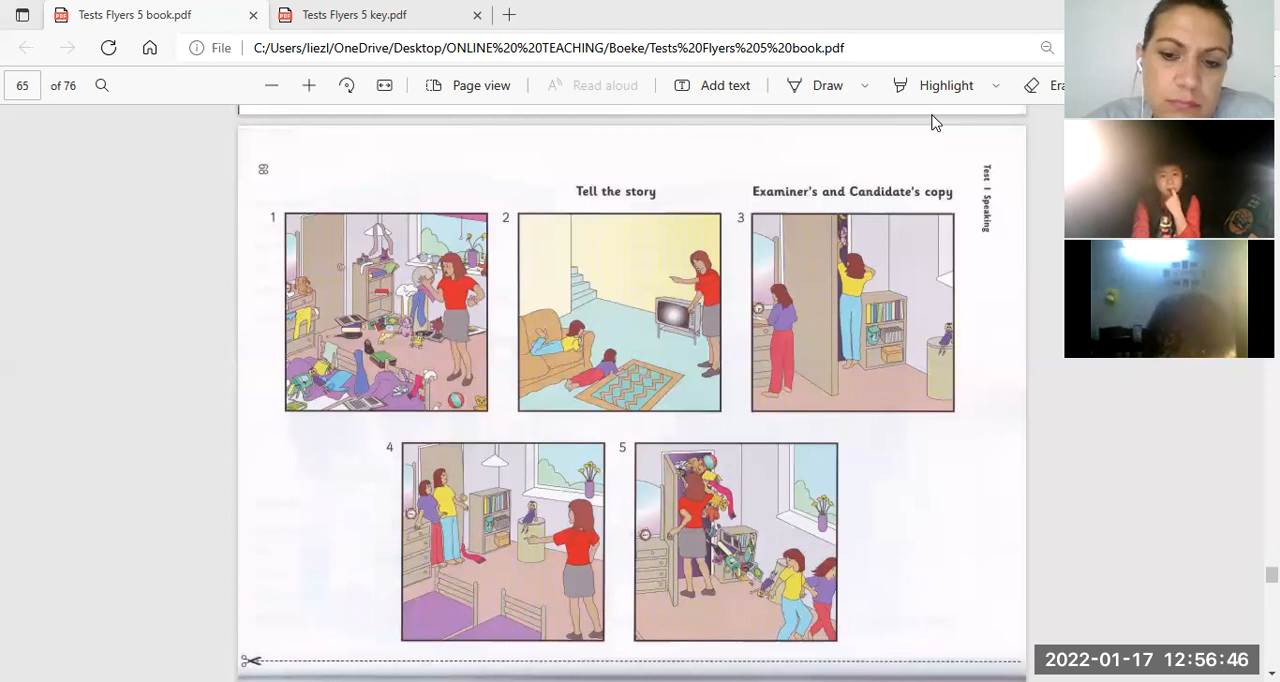 Tests Flyers 5 book.pdf
Tests Flyers 5 key.pdf
File
C:/Users/liezl/OneDrive/Desktop/ONLINE%20%20TEACHING/Boeke/Tests%20Flyers%205%20book.pdf
65 of 76
Page view
Read aloud
Add text
Draw
Highlight
Era
68
Tell the story
Examiner's and Candidate's copy
Test 1 Speaking
1
2
3
4
5
2022-01-17 12:56:46